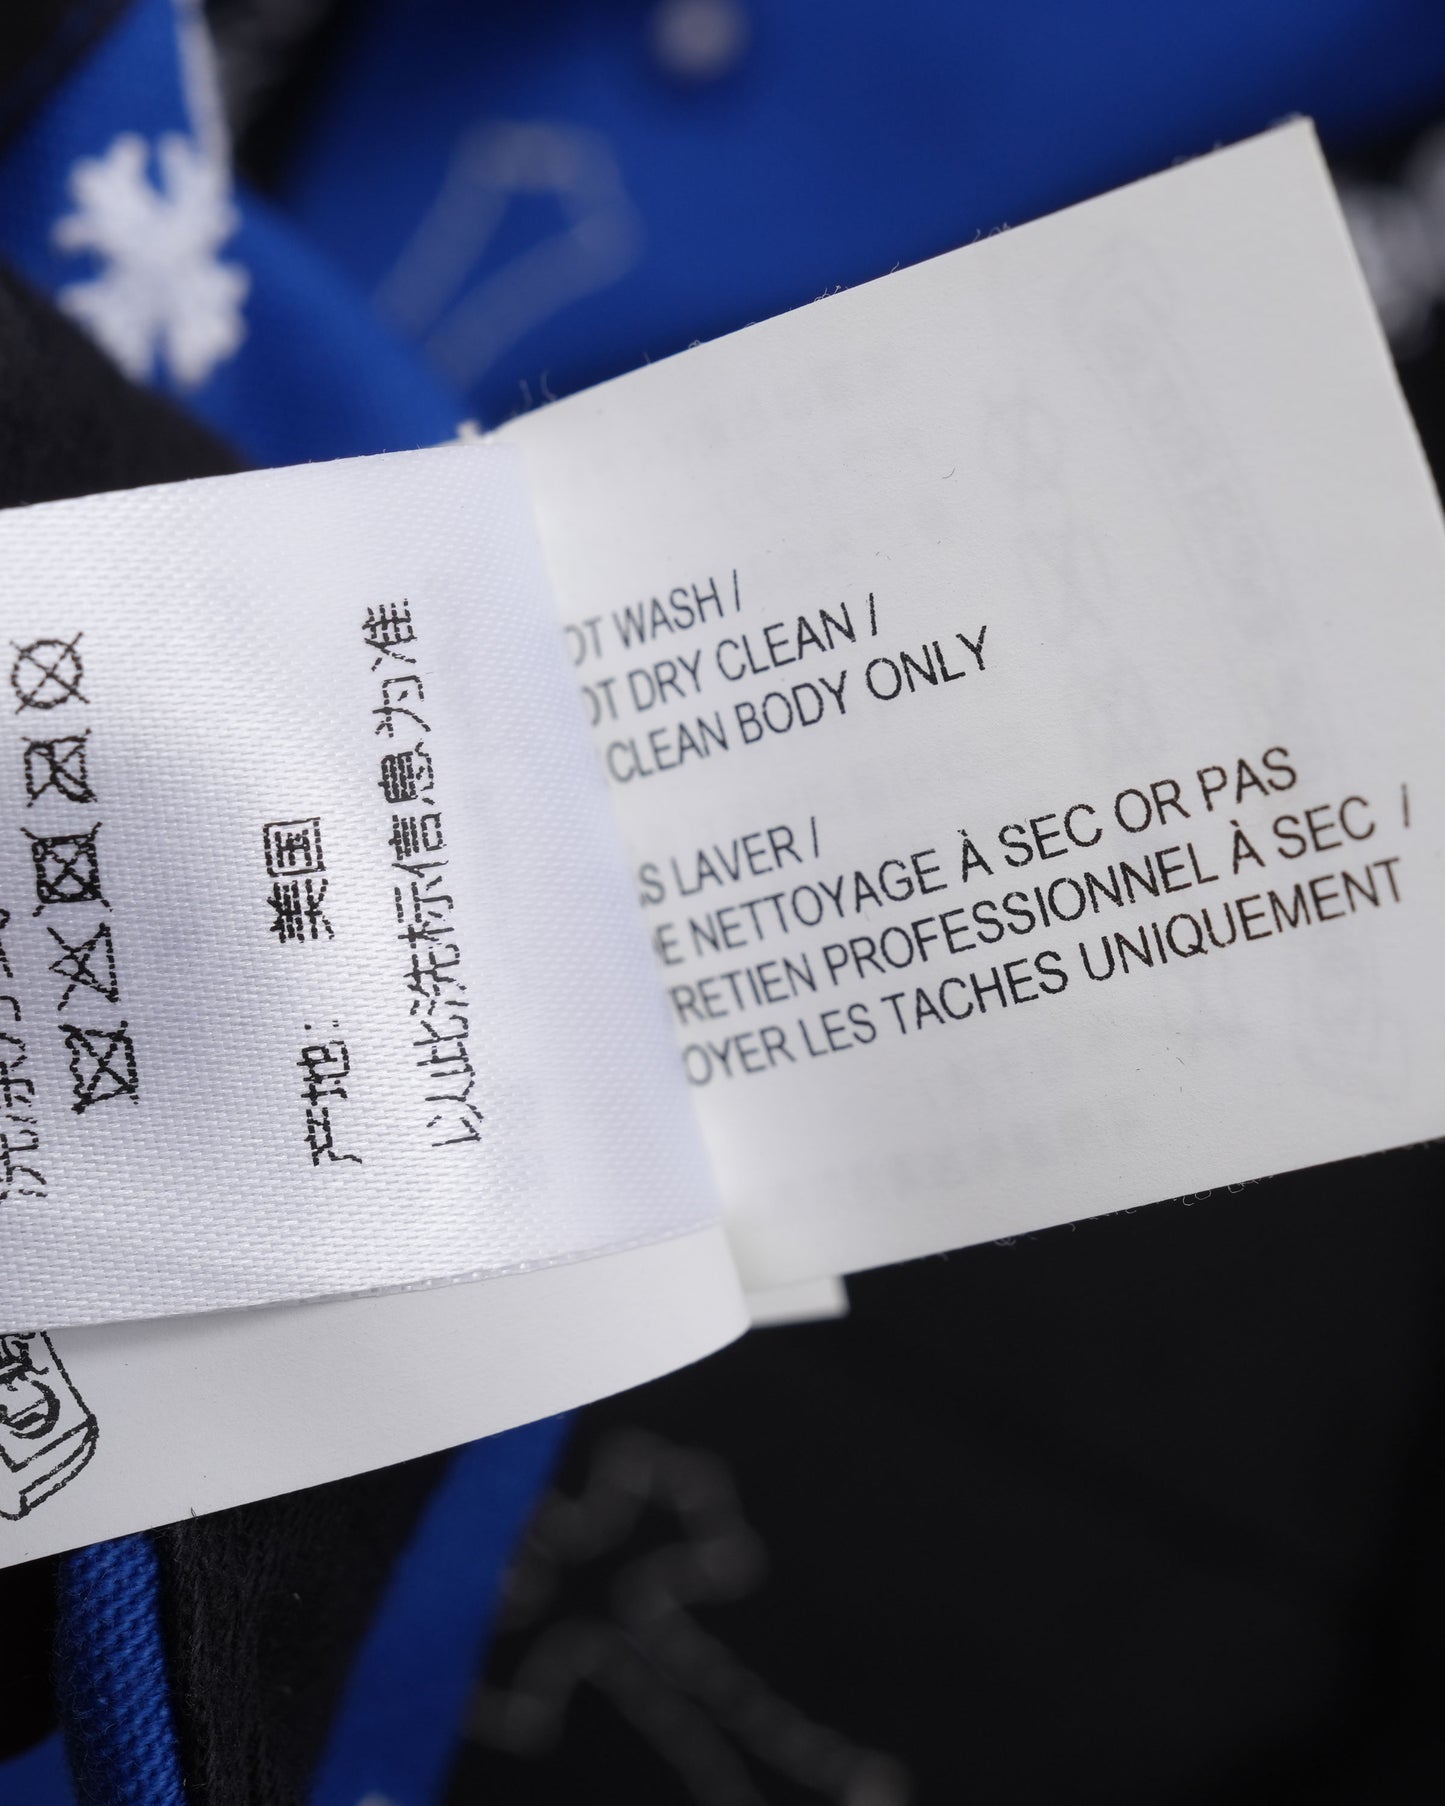 产地: 美国
以此洗标信息为准
OT WASH /
OT DRY CLEAN /
CLEAN BODY ONLY
S LAVER /
E NETTOYAGE À SEC OR PAS
RETIEN PROFESSIONNEL À SEC /
OYER LES TACHES UNIQUEMENT